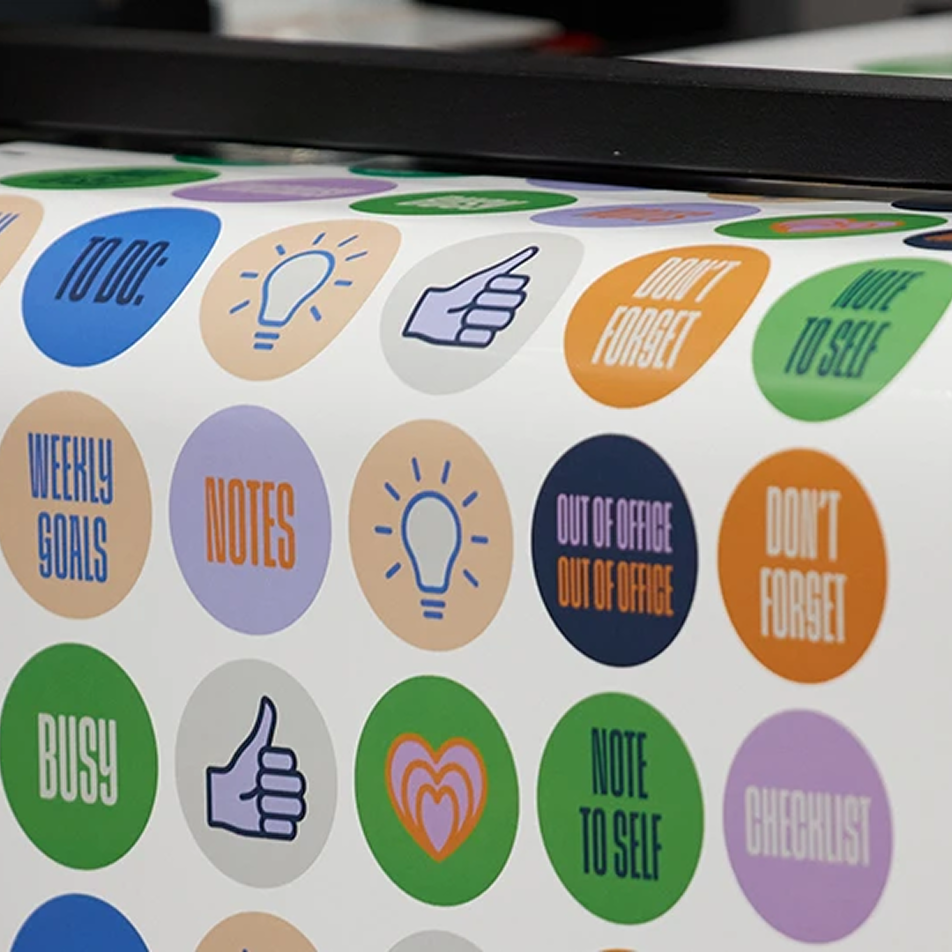 TO DO:
DON'T
FORGET
NOTE
TO SELF
WEEKLY
GOALS
NOTES
OUT OF OFFICE
OUT OF OFFICE
DON'T
FORGET
BUSY
NOTE
TO SELF
CHECKLIST